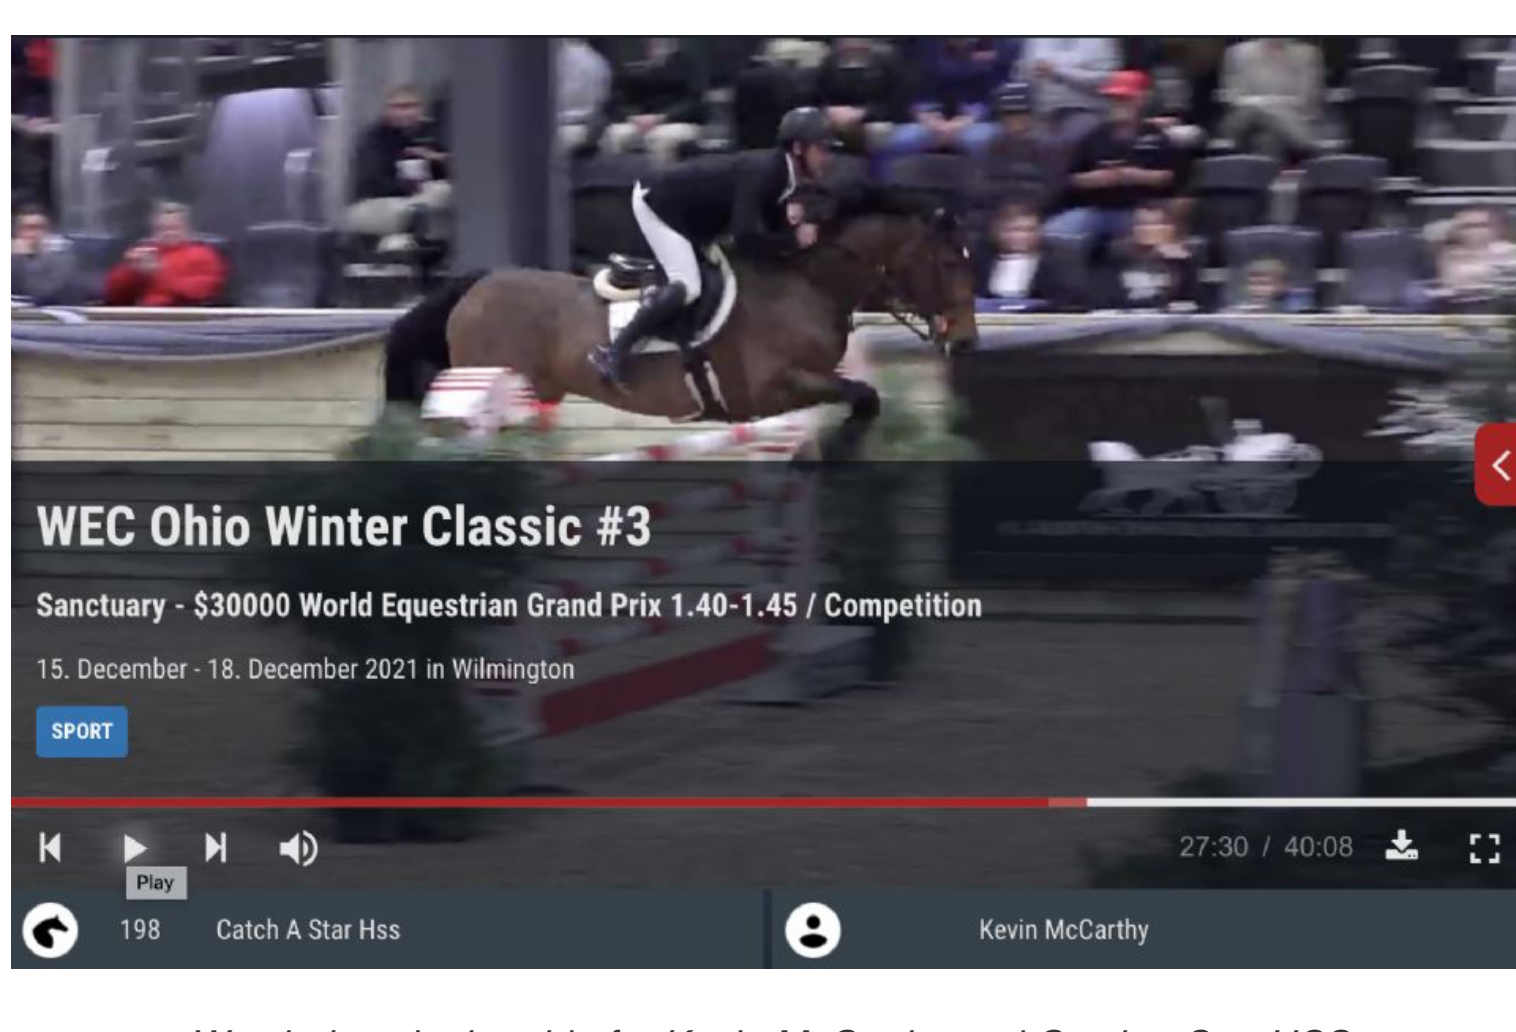 WEC Ohio Winter Classic #3
Sanctuary - $30000 World Equestrian Grand Prix 1.40-1.45 / Competition
15. December - 18. December 2021 in Wilmington
SPORT
27:30 / 40:08
Play
198 Catch A Star Hss
Kevin McCarthy